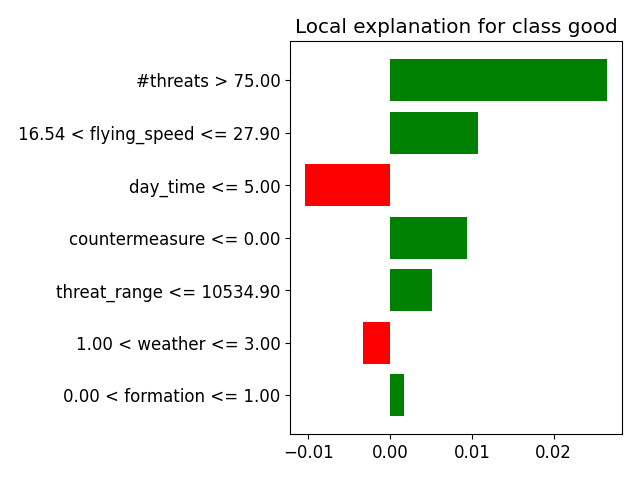 Local explanation for class good
#threats > 75.00
16.54 < flying_speed <= 27.90
day_time <= 5.00
countermeasure <= 0.00
threat_range <= 10534.90
1.00 < weather <= 3.00
0.00 < formation <= 1.00
−0.01 0.00 0.01 0.02